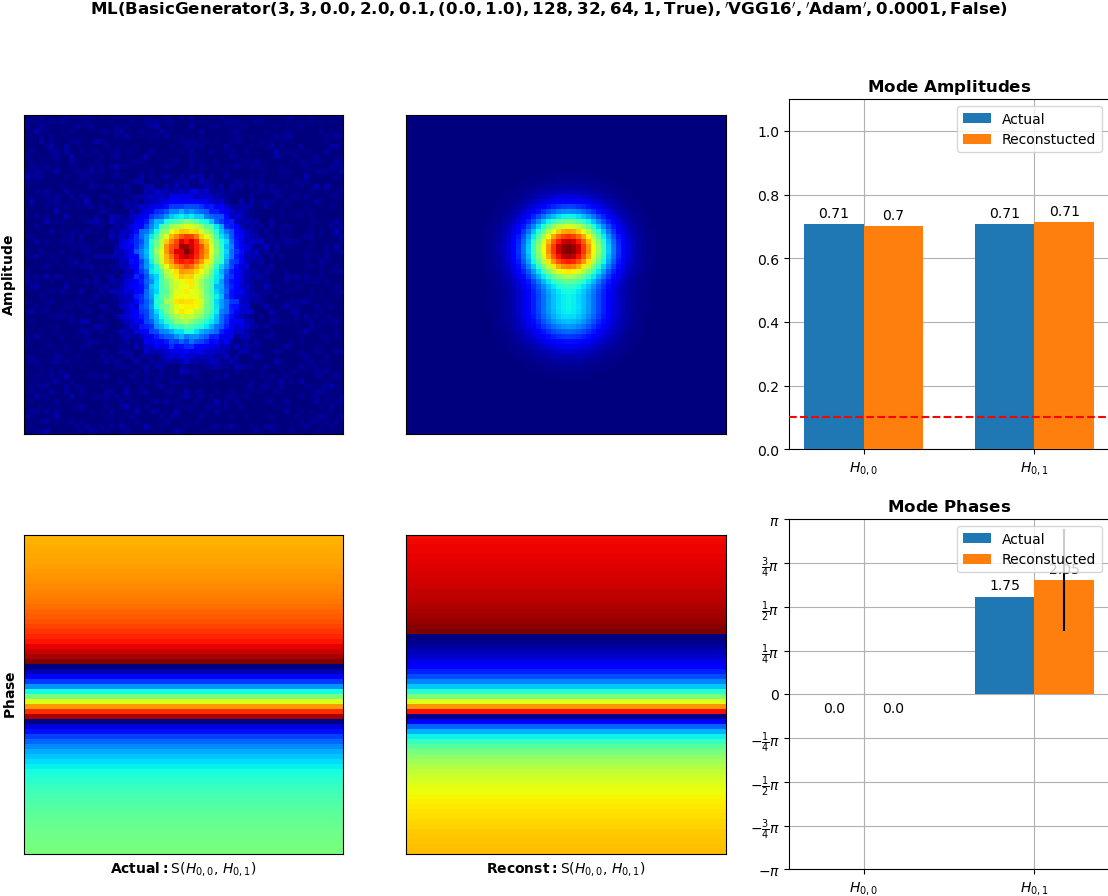 ML(BasicGenerator(3, 3, 0.0, 2.0, 0.1, (0.0, 1.0), 128, 32, 64, 1, True), ′VGG16′, ′Adam′, 0.0001, False)
Amplitude
Mode Amplitudes
Actual
Reconstucted
1.0
0.8
0.6
0.4
0.2
0.0
0.71
0.7
0.71
0.71
H0, 0
H0, 1
Phase
Actual: S(H0, 0, H0, 1)
Reconst: S(H0, 0, H0, 1)
Mode Phases
Actual
Reconstucted
π
3/4π
1/2π
1/4π
0
−1/4π
−1/2π
−3/4π
−π
0.0
0.0
1.75
2.05
H0, 0
H0, 1